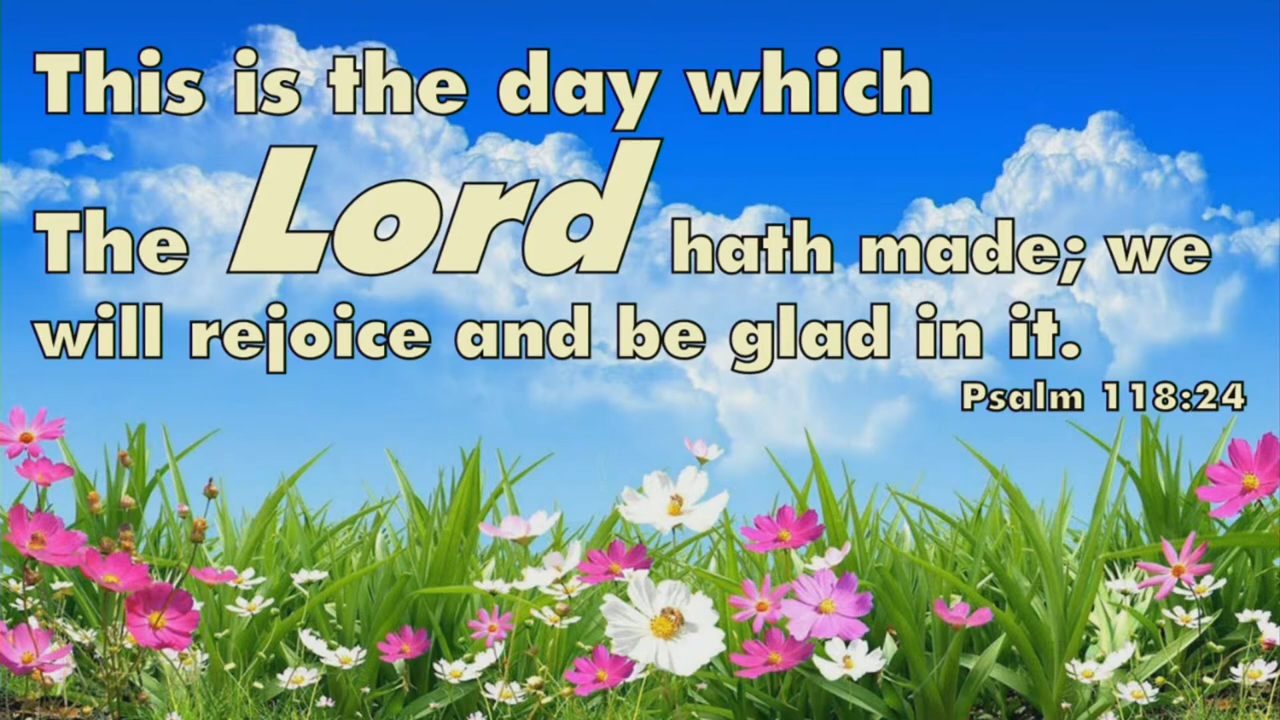 This is the day which
The Lord hath made; we
will rejoice and be glad in it.
Psalm 118:24